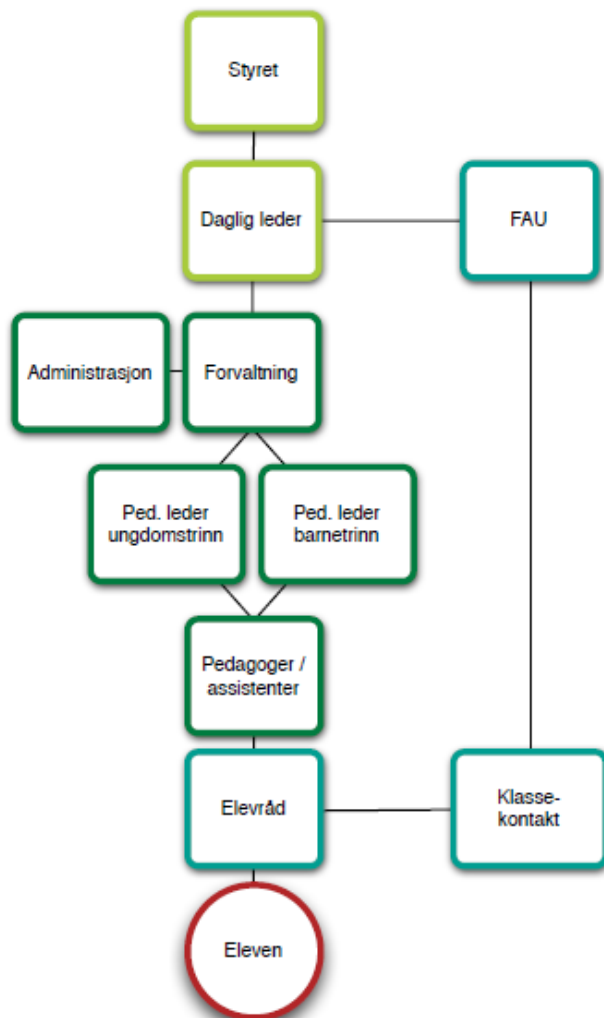 Styret
Daglig leder
FAU
Administrasjon
Forvaltning
Ped. leder
ungdomstrinn
Ped. leder
barnetrinn
Pedagoger /
assistenter
Elevråd
Klasse-
kontakt
Eleven